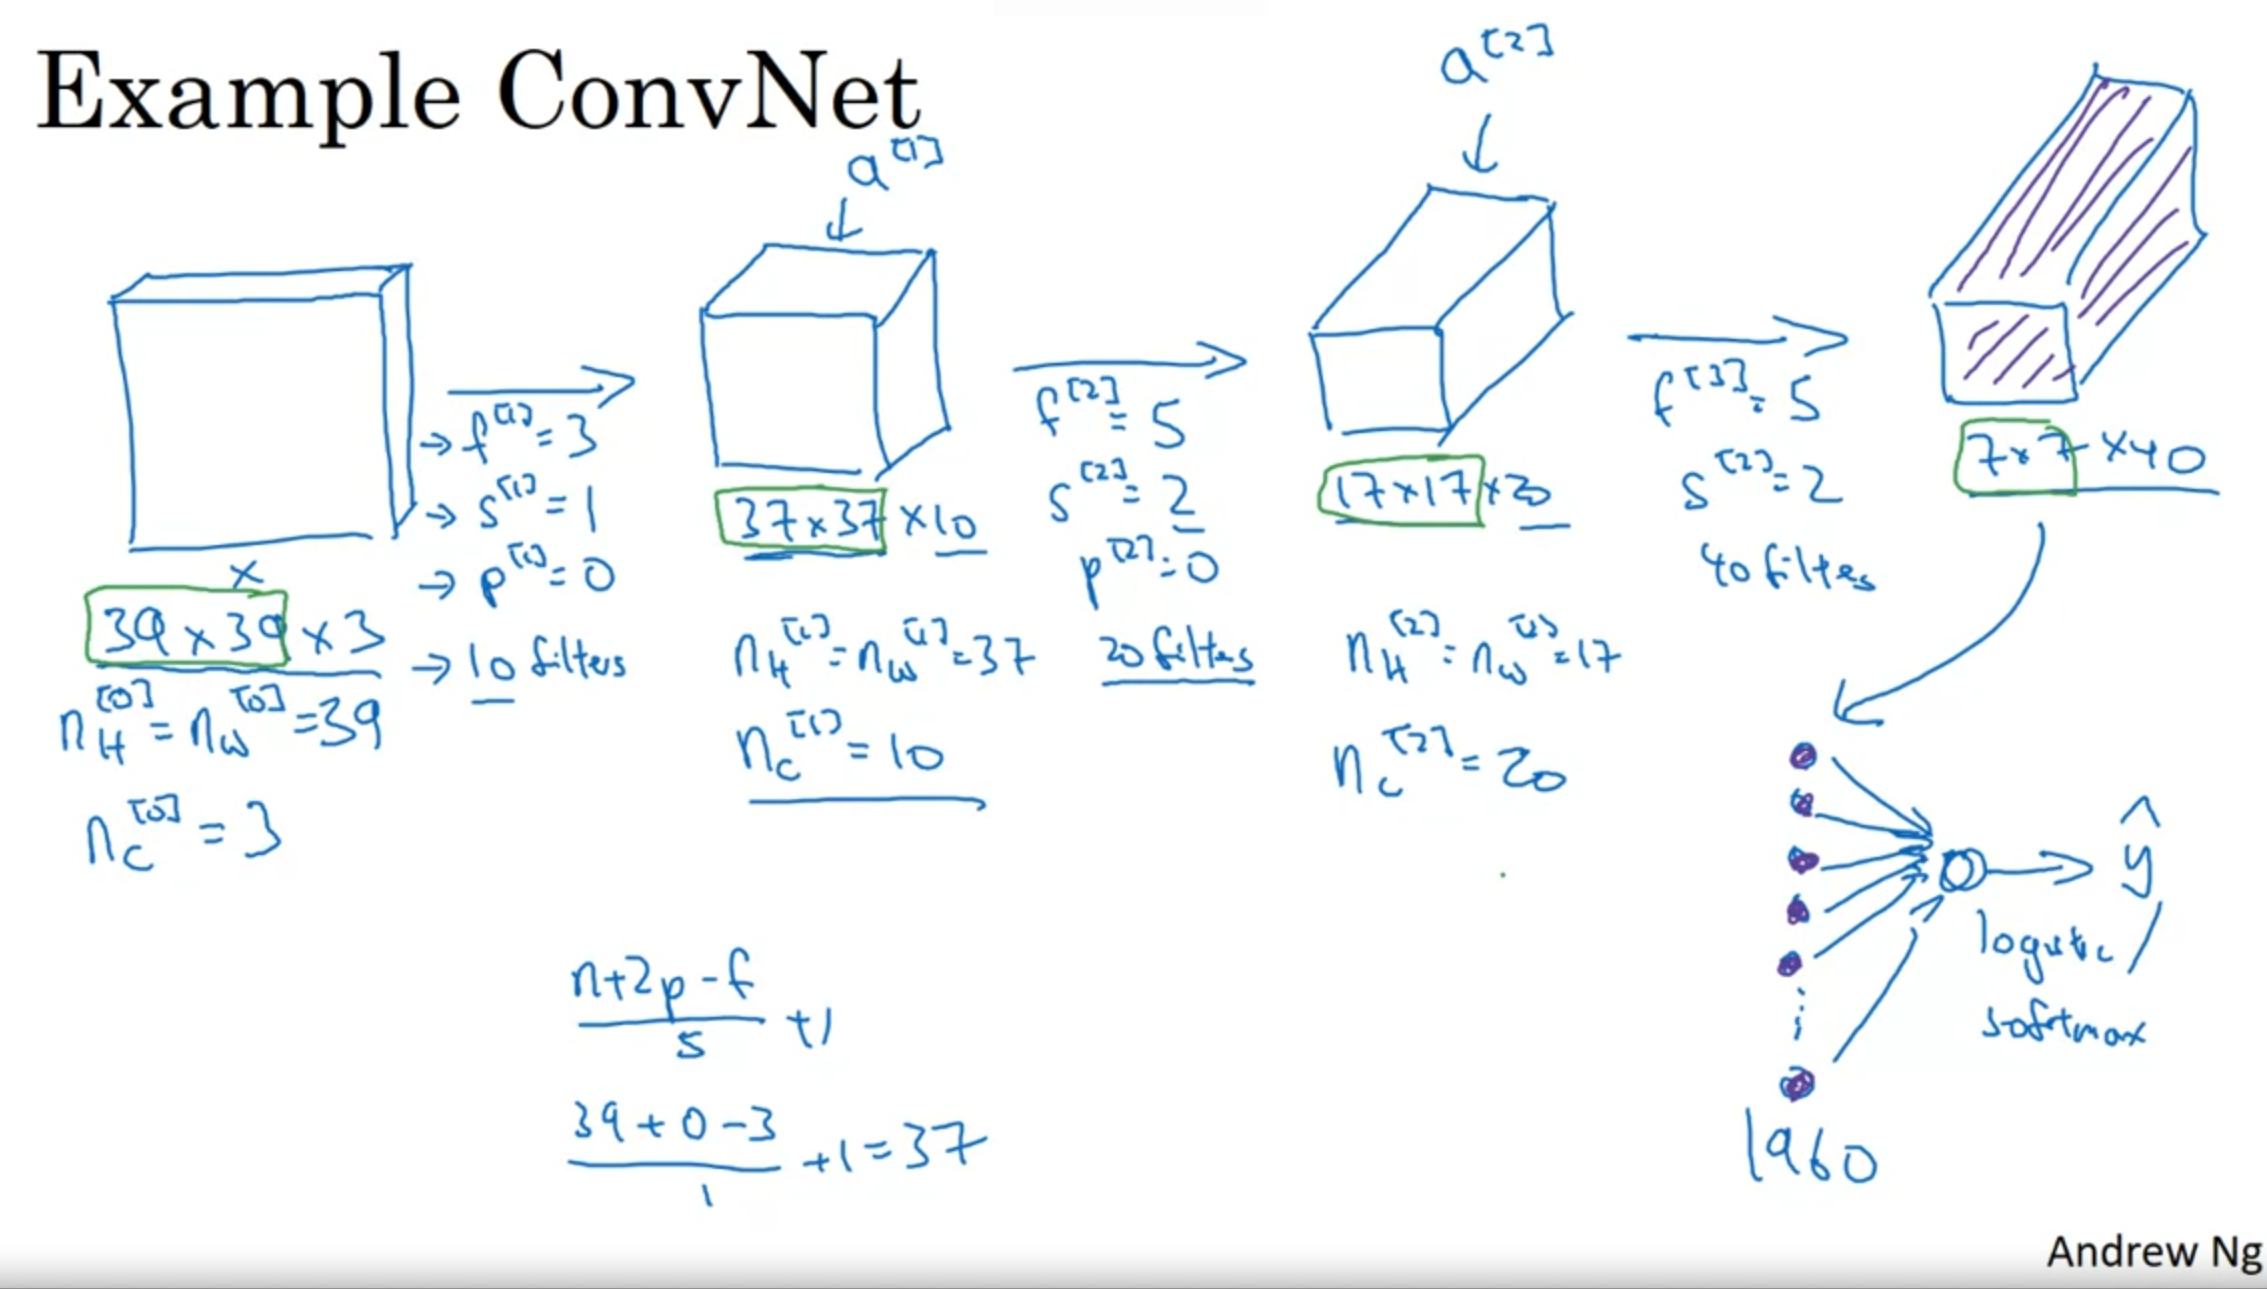 Example ConvNet
a^[1]
↓
a^[2]
↓
x
39 x 39 x 3
n_H^[0] = n_W^[0] = 39
n_C^[0] = 3
→ f^[1] = 3
→ s^[1] = 1
→ p^[1] = 0
→ 10 filters
37 x 37 x 10
n_H^[1] = n_W^[1] = 37
n_C^[1] = 10
f^[2] = 5
s^[2] = 2
p^[2] = 0
20 filters
17 x 17 x 20
n_H^[2] = n_W^[2] = 17
n_C^[2] = 20
f^[3] = 5
s^[2] = 2
40 filters
7 x 7 x 40
ŷ
logistic /
softmax
1960
(n + 2p - f)/s + 1
(39 + 0 - 3)/1 + 1 = 37
Andrew Ng